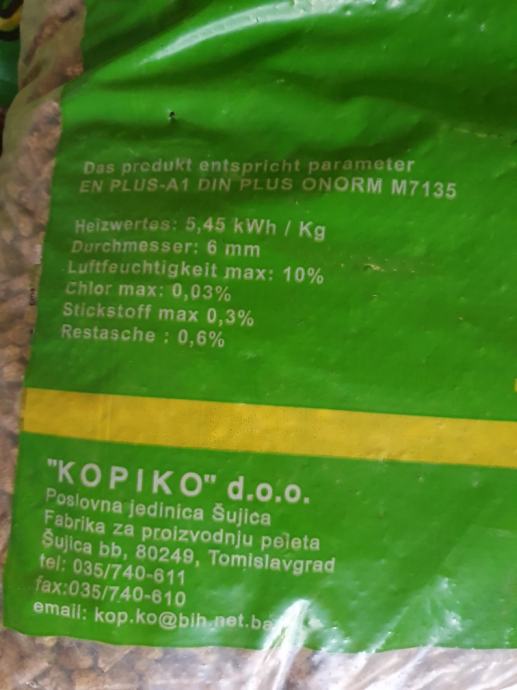 Das produkt entspricht parameter
EN PLUS-A1 DIN PLUS ONORM M7135
Heizwertes: 5,45 kWh / Kg
Durchmesser: 6 mm
Luftfeuchtigkeit max: 10%
Chlor max: 0,03%
Stickstoff max 0,3%
Restasche : 0,6%
"KOPIKO" d.o.o.
Poslovna jedinica Šujica
Fabrika za proizvodnju peleta
Šujica bb, 80249, Tomislavgrad
tel: 035/740-611
fax:035/740-610
email: kop.ko@bih.net.ba